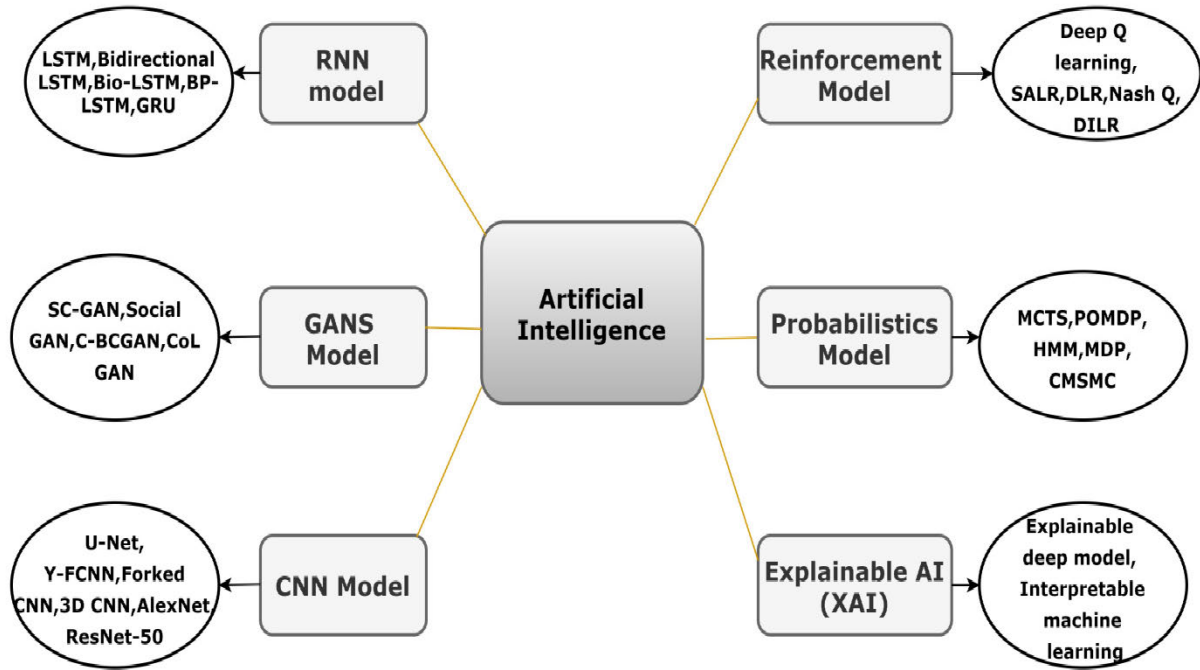 LSTM,Bidirectional
LSTM,Bio-LSTM,BP-
LSTM,GRU
RNN
model
Reinforcement
Model
Deep Q
learning,
SALR,DLR,Nash Q,
DILR
SC-GAN,Social
GAN,C-BCGAN,CoL
GAN
GANS
Model
Artificial
Intelligence
Probabilistics
Model
MCTS,POMDP,
HMM,MDP,
CMSMC
U-Net,
Y-FCNN,Forked
CNN,3D CNN,AlexNet,
ResNet-50
CNN Model
Explainable AI
(XAI)
Explainable
deep model,
Interpretable
machine
learning